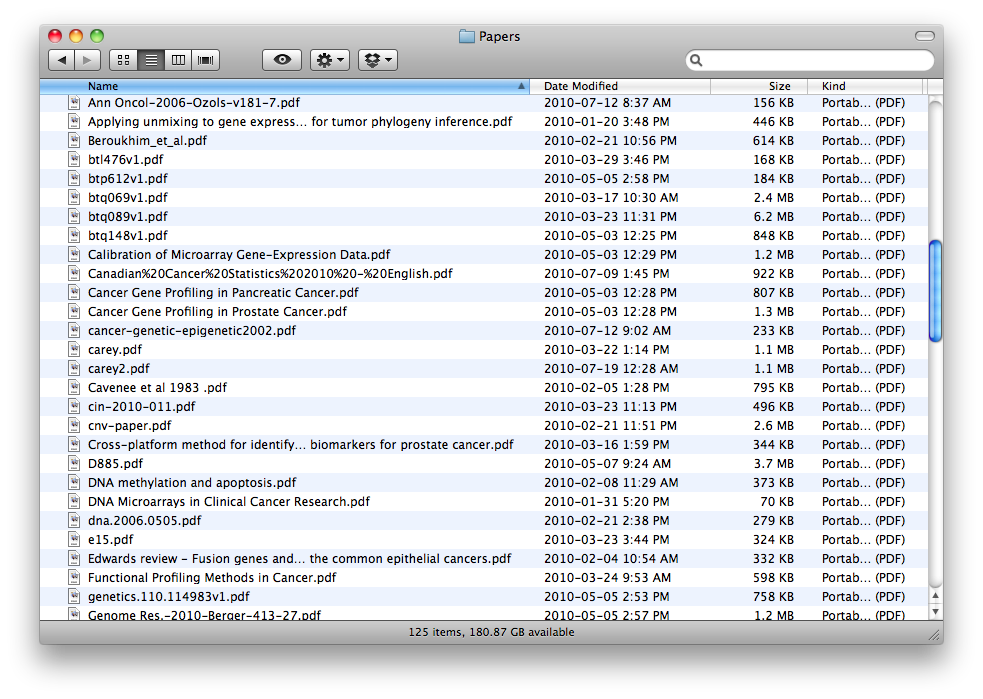 Papers
Name Date Modified Size Kind
Ann Oncol-2006-Ozols-v181-7.pdf 2010-07-12 8:37 AM 156 KB Portab... (PDF)
Applying unmixing to gene express... for tumor phylogeny inference.pdf 2010-01-20 3:48 PM 446 KB Portab... (PDF)
Beroukhim_et_al.pdf 2010-02-21 10:56 PM 614 KB Portab... (PDF)
btl476v1.pdf 2010-03-29 3:46 PM 168 KB Portab... (PDF)
btp612v1.pdf 2010-05-05 2:58 PM 184 KB Portab... (PDF)
btq069v1.pdf 2010-03-17 10:30 AM 2.4 MB Portab... (PDF)
btq089v1.pdf 2010-03-23 11:31 PM 6.2 MB Portab... (PDF)
btq148v1.pdf 2010-05-03 12:25 PM 848 KB Portab... (PDF)
Calibration of Microarray Gene-Expression Data.pdf 2010-05-03 12:29 PM 1.2 MB Portab... (PDF)
Canadian%20Cancer%20Statistics%202010%20-%20English.pdf 2010-07-09 1:45 PM 922 KB Portab... (PDF)
Cancer Gene Profiling in Pancreatic Cancer.pdf 2010-05-03 12:28 PM 807 KB Portab... (PDF)
Cancer Gene Profiling in Prostate Cancer.pdf 2010-05-03 12:28 PM 1.3 MB Portab... (PDF)
cancer-genetic-epigenetic2002.pdf 2010-07-12 9:02 AM 233 KB Portab... (PDF)
carey.pdf 2010-03-22 1:14 PM 1.1 MB Portab... (PDF)
carey2.pdf 2010-07-19 12:28 AM 1.1 MB Portab... (PDF)
Cavenee et al 1983 .pdf 2010-02-05 1:28 PM 795 KB Portab... (PDF)
cin-2010-011.pdf 2010-03-23 11:13 PM 496 KB Portab... (PDF)
cnv-paper.pdf 2010-02-21 11:51 PM 2.6 MB Portab... (PDF)
Cross-platform method for identify... biomarkers for prostate cancer.pdf 2010-03-16 1:59 PM 344 KB Portab... (PDF)
D885.pdf 2010-05-07 9:24 AM 3.7 MB Portab... (PDF)
DNA methylation and apoptosis.pdf 2010-02-08 11:29 AM 373 KB Portab... (PDF)
DNA Microarrays in Clinical Cancer Research.pdf 2010-01-31 5:20 PM 70 KB Portab... (PDF)
dna.2006.0505.pdf 2010-02-21 2:38 PM 279 KB Portab... (PDF)
e15.pdf 2010-03-23 3:44 PM 324 KB Portab... (PDF)
Edwards review - Fusion genes and... the common epithelial cancers.pdf 2010-02-04 10:54 AM 332 KB Portab... (PDF)
Functional Profiling Methods in Cancer.pdf 2010-03-24 9:53 AM 598 KB Portab... (PDF)
genetics.110.114983v1.pdf 2010-05-05 2:53 PM 758 KB Portab... (PDF)
Genome Res.-2010-Berger-413-27.pdf 2010-05-05 2:57 PM 1.2 MB Portab... (PDF)
125 items, 180.87 GB available